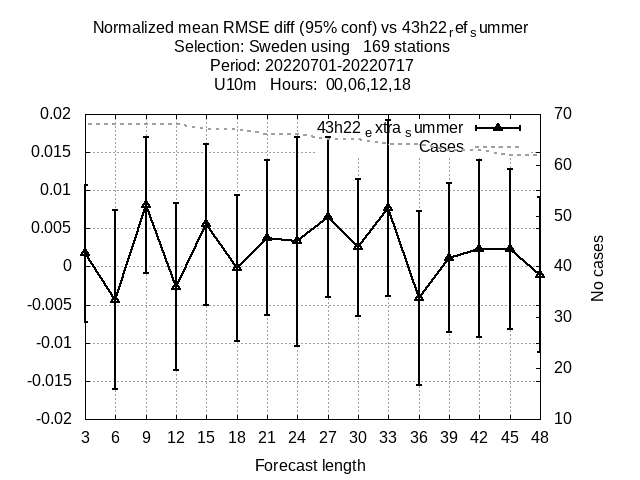 Normalized mean RMSE diff (95% conf) vs 43h22refsummer
Selection: Sweden using   169 stations
Period: 20220701-20220717
U10m   Hours:  00,06,12,18
43h22extrasummer
Cases
0.02
0.015
0.01
0.005
0
-0.005
-0.01
-0.015
-0.02
70
60
50
40
30
20
10
No cases
3 6 9 12 15 18 21 24 27 30 33 36 39 42 45 48
Forecast length